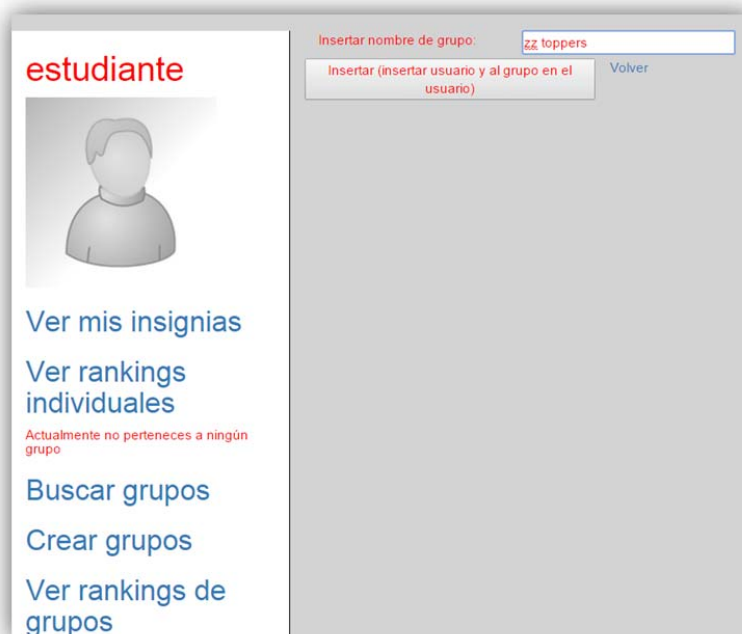 estudiante
Ver mis insignias
Ver rankings
individuales
Actualmente no perteneces a ningún
grupo
Buscar grupos
Crear grupos
Ver rankings de
grupos
Insertar nombre de grupo:
zz toppers
Insertar (insertar usuario y al grupo en el
usuario)
Volver